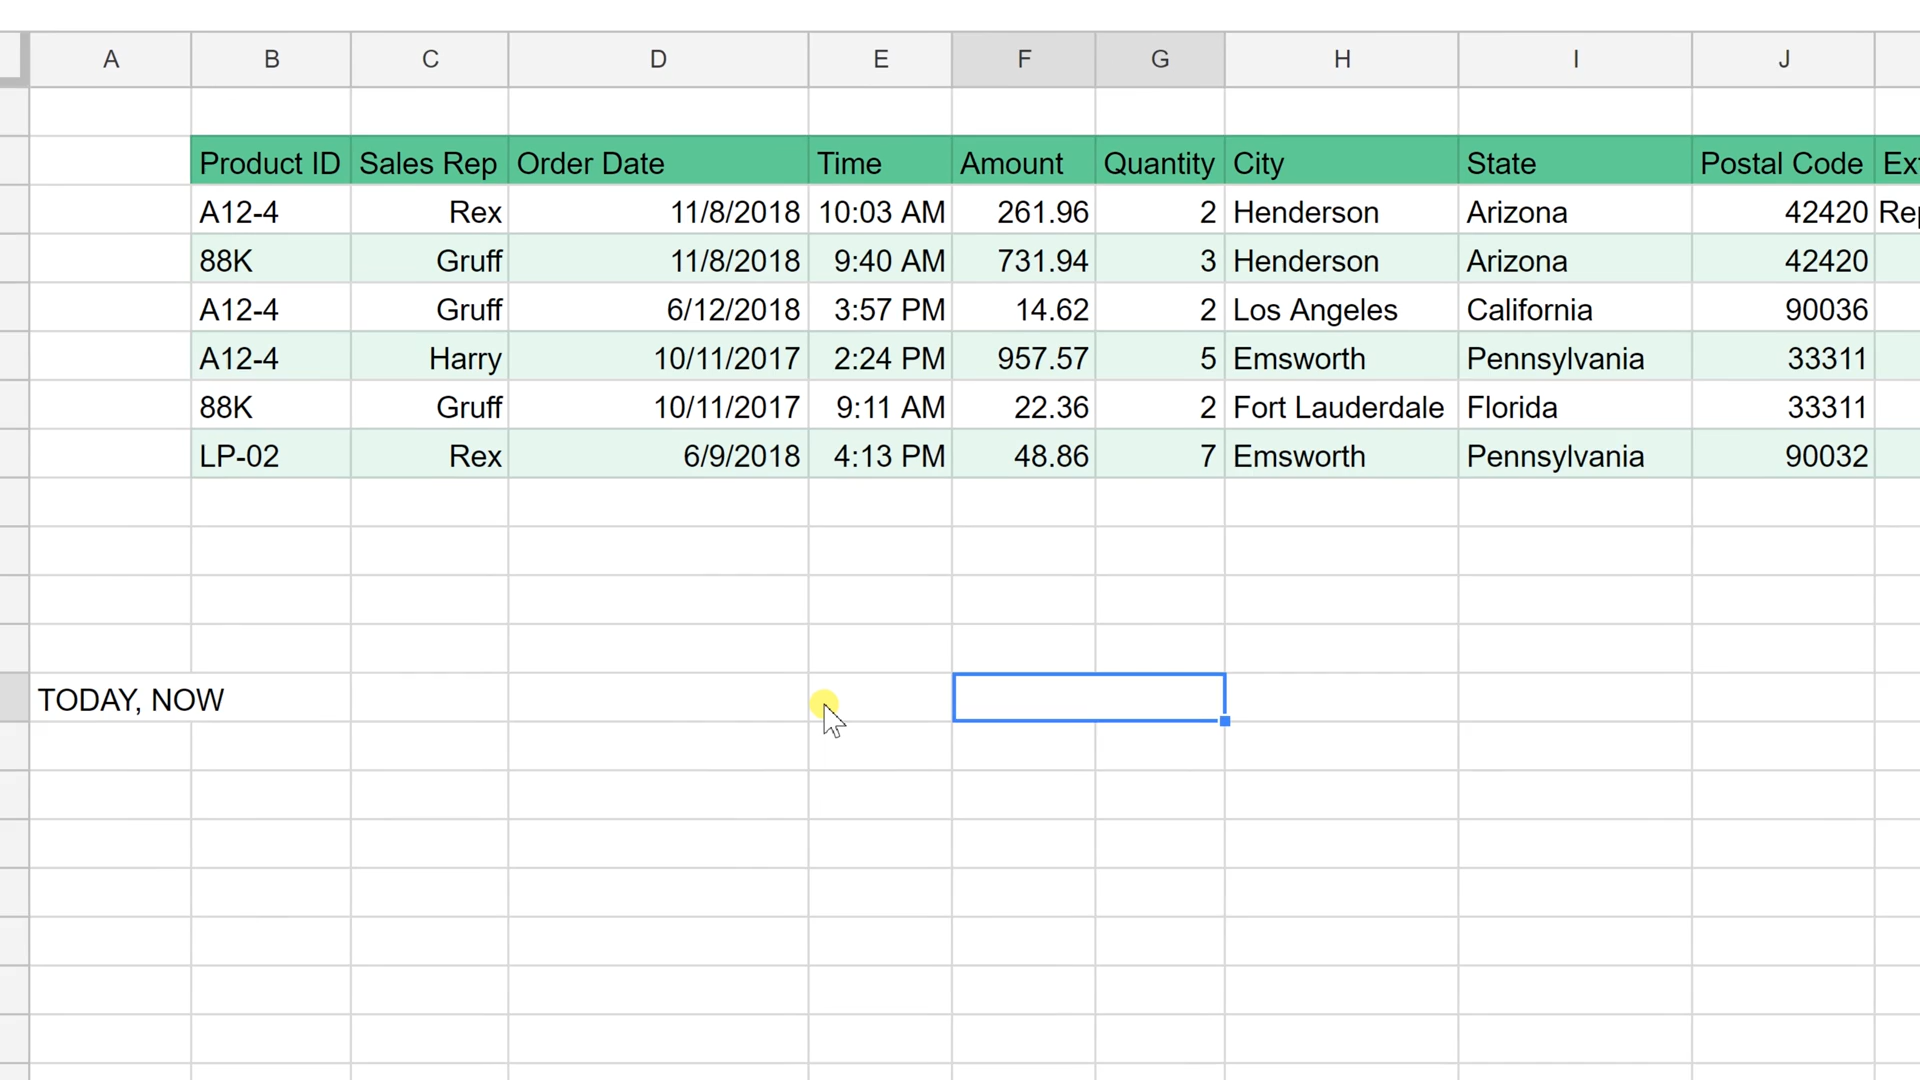 A B C D E F G H I J
Product ID Sales Rep Order Date Time Amount Quantity City State Postal Code
A12-4 Rex 11/8/2018 10:03 AM 261.96 2 Henderson Arizona 42420
88K Gruff 11/8/2018 9:40 AM 731.94 3 Henderson Arizona 42420
A12-4 Gruff 6/12/2018 3:57 PM 14.62 2 Los Angeles California 90036
A12-4 Harry 10/11/2017 2:24 PM 957.57 5 Emsworth Pennsylvania 33311
88K Gruff 10/11/2017 9:11 AM 22.36 2 Fort Lauderdale Florida 33311
LP-02 Rex 6/9/2018 4:13 PM 48.86 7 Emsworth Pennsylvania 90032
TODAY, NOW